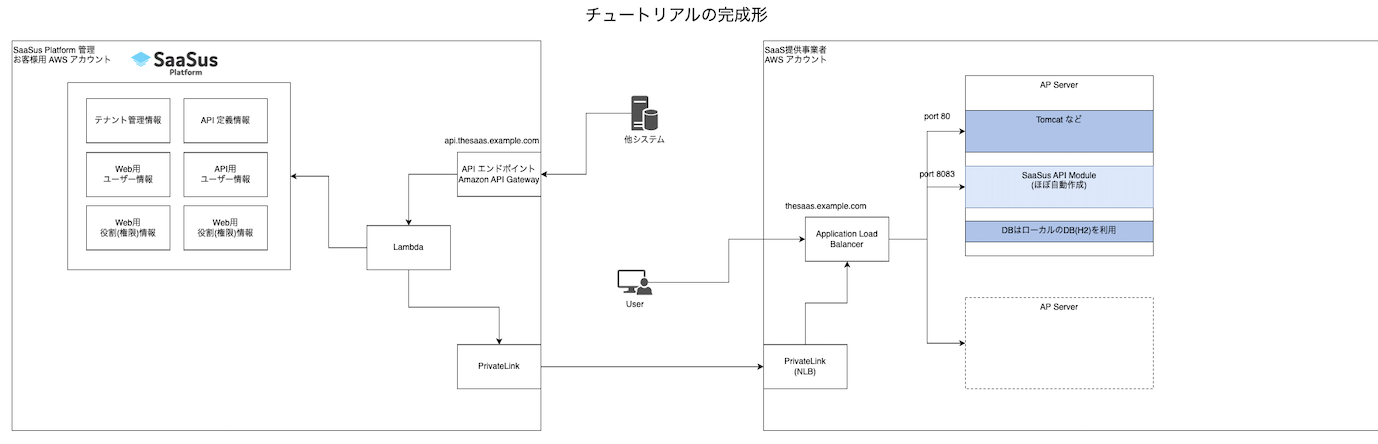 チュートリアルの完成形
SaaSus Platform 管理
お客様用 AWS アカウント
SaaSus
Platform
テナント管理情報
API 定義情報
Web用
ユーザー情報
API用
ユーザー情報
Web用
役割(権限)情報
Web用
役割(権限)情報
api.thesaas.example.com
API エンドポイント
Amazon API Gateway
Lambda
PrivateLink
他システム
User
SaaS提供事業者
AWS アカウント
thesaas.example.com
Application Load
Balancer
PrivateLink
(NLB)
port 80
port 8083
AP Server
Tomcat など
SaaSus API Module
(ほぼ自動作成)
DBはローカルのDB(H2)を利用
AP Server